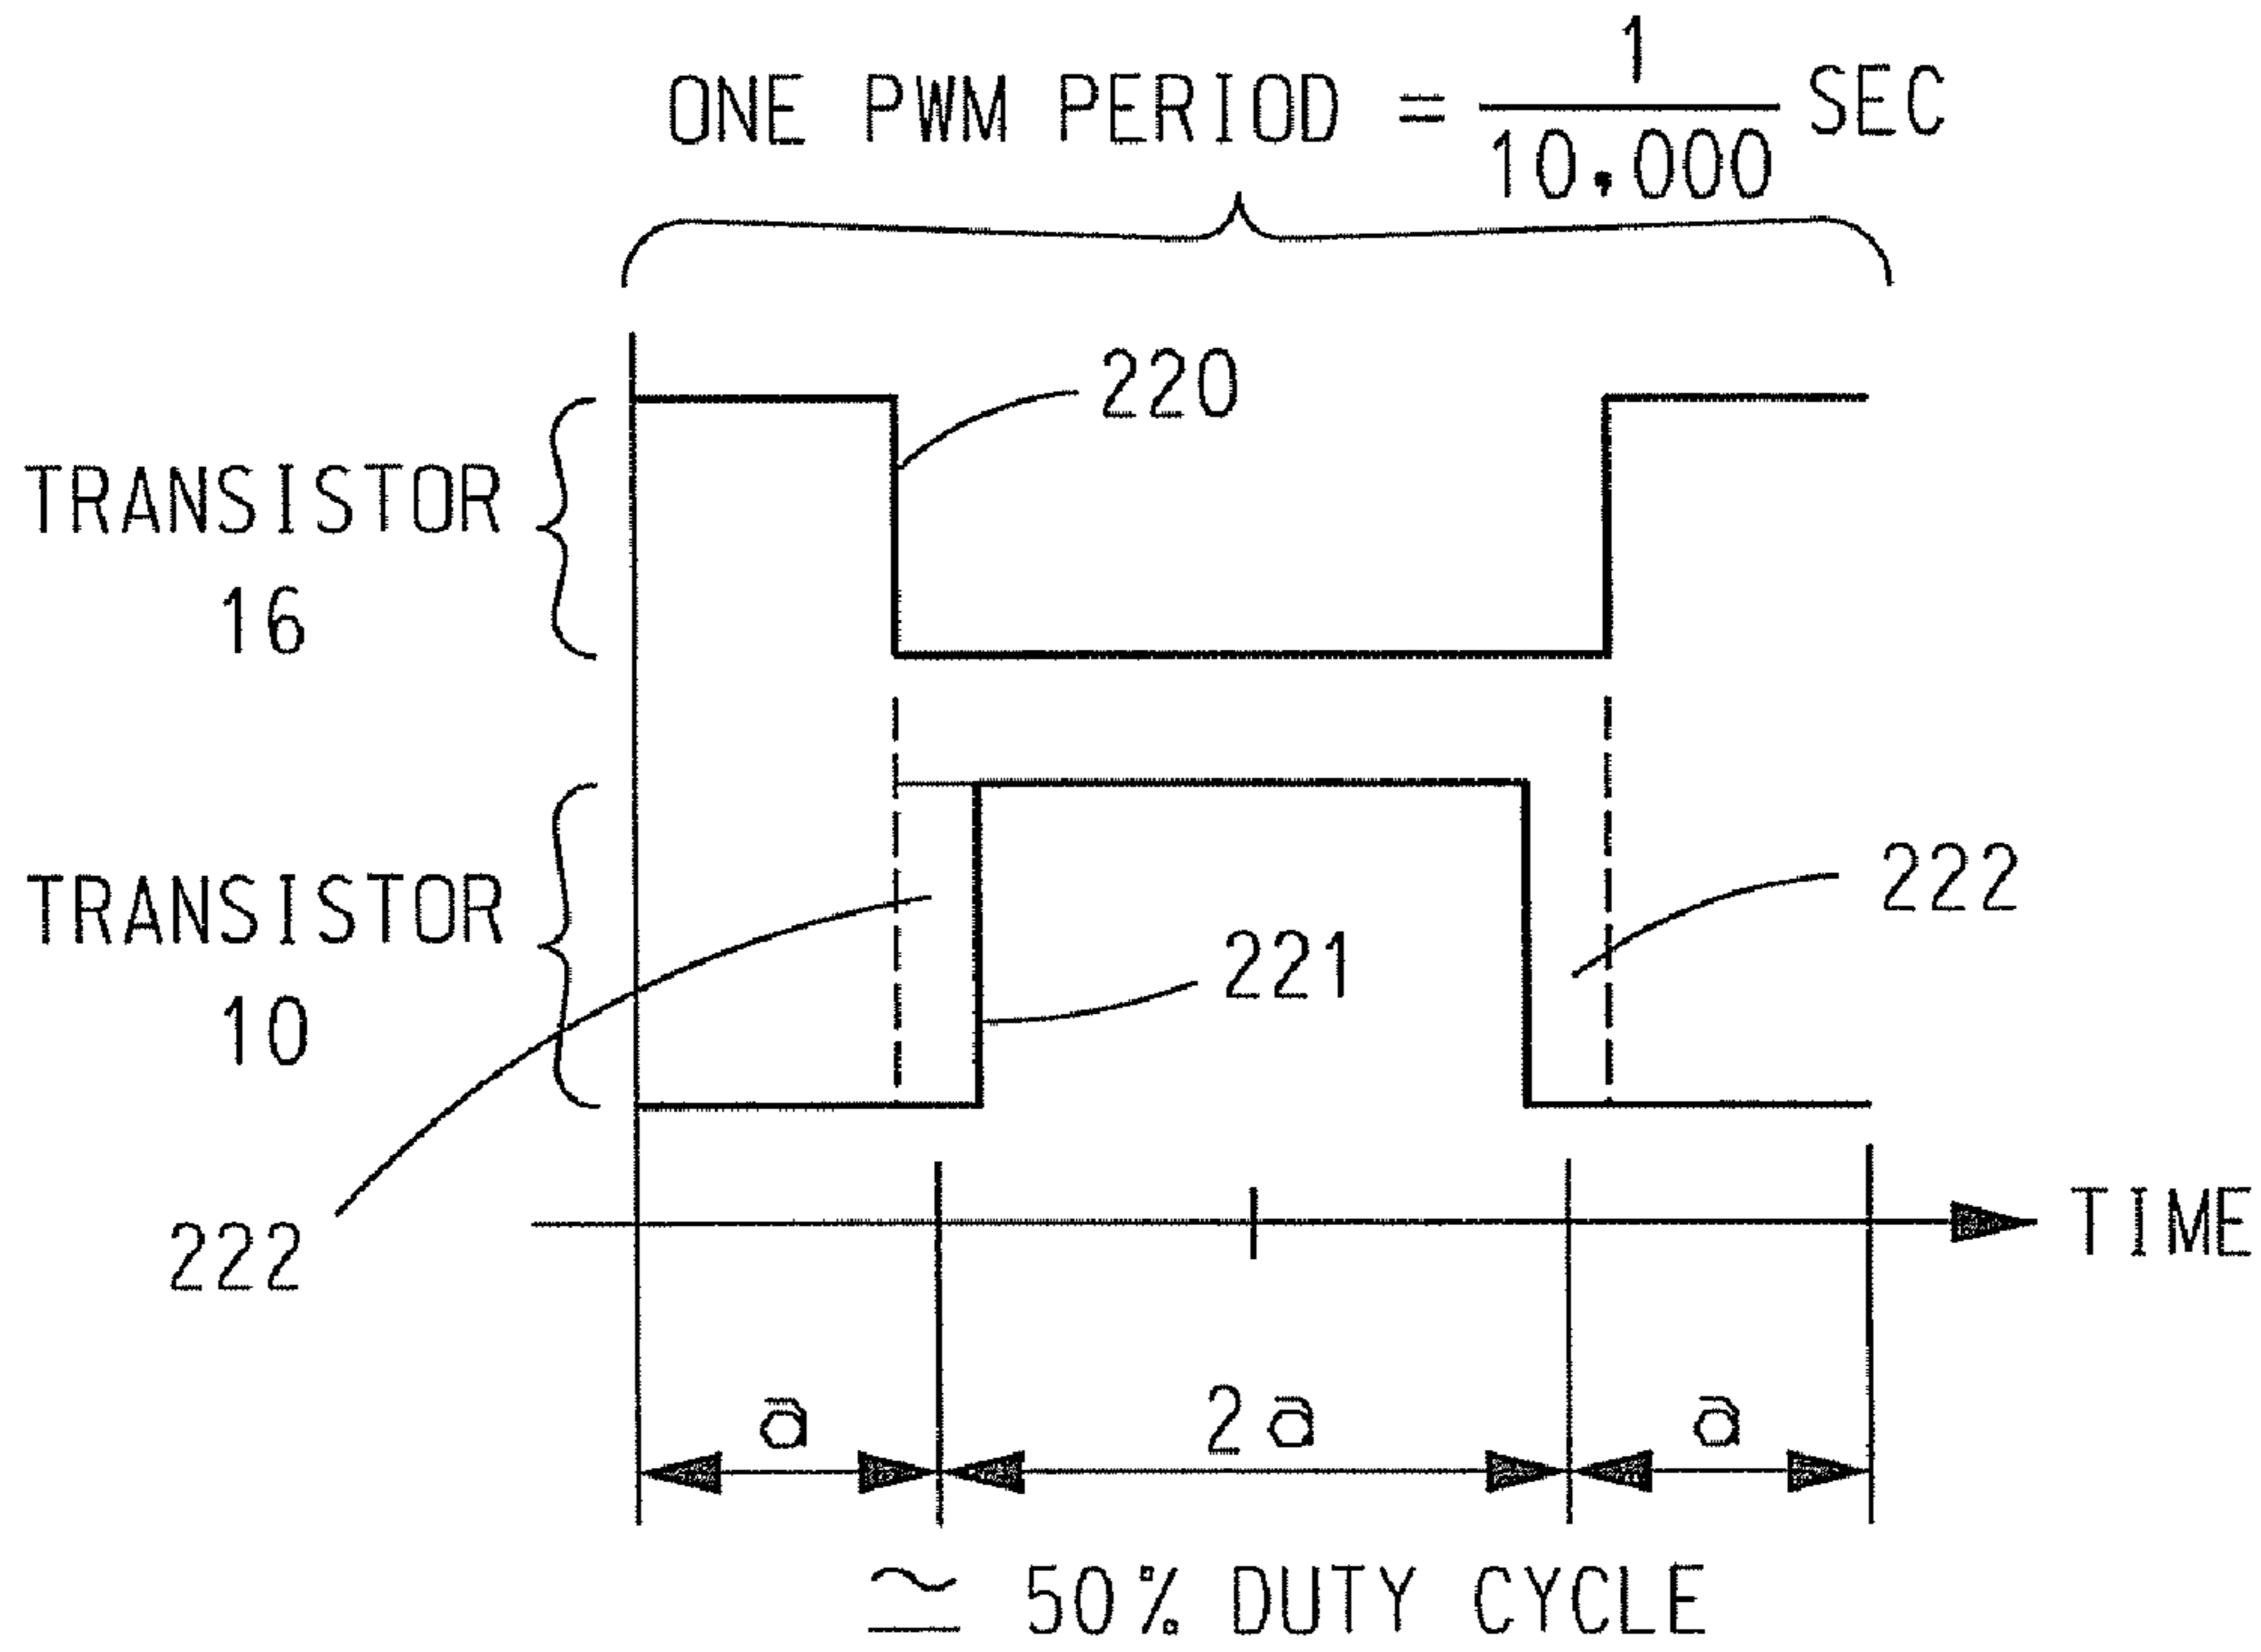 ONE PWM PERIOD = 1/10,000 SEC
220
TRANSISTOR
16
TRANSISTOR
10
222
221
222
TIME
a
2a
a
≃ 50% DUTY CYCLE